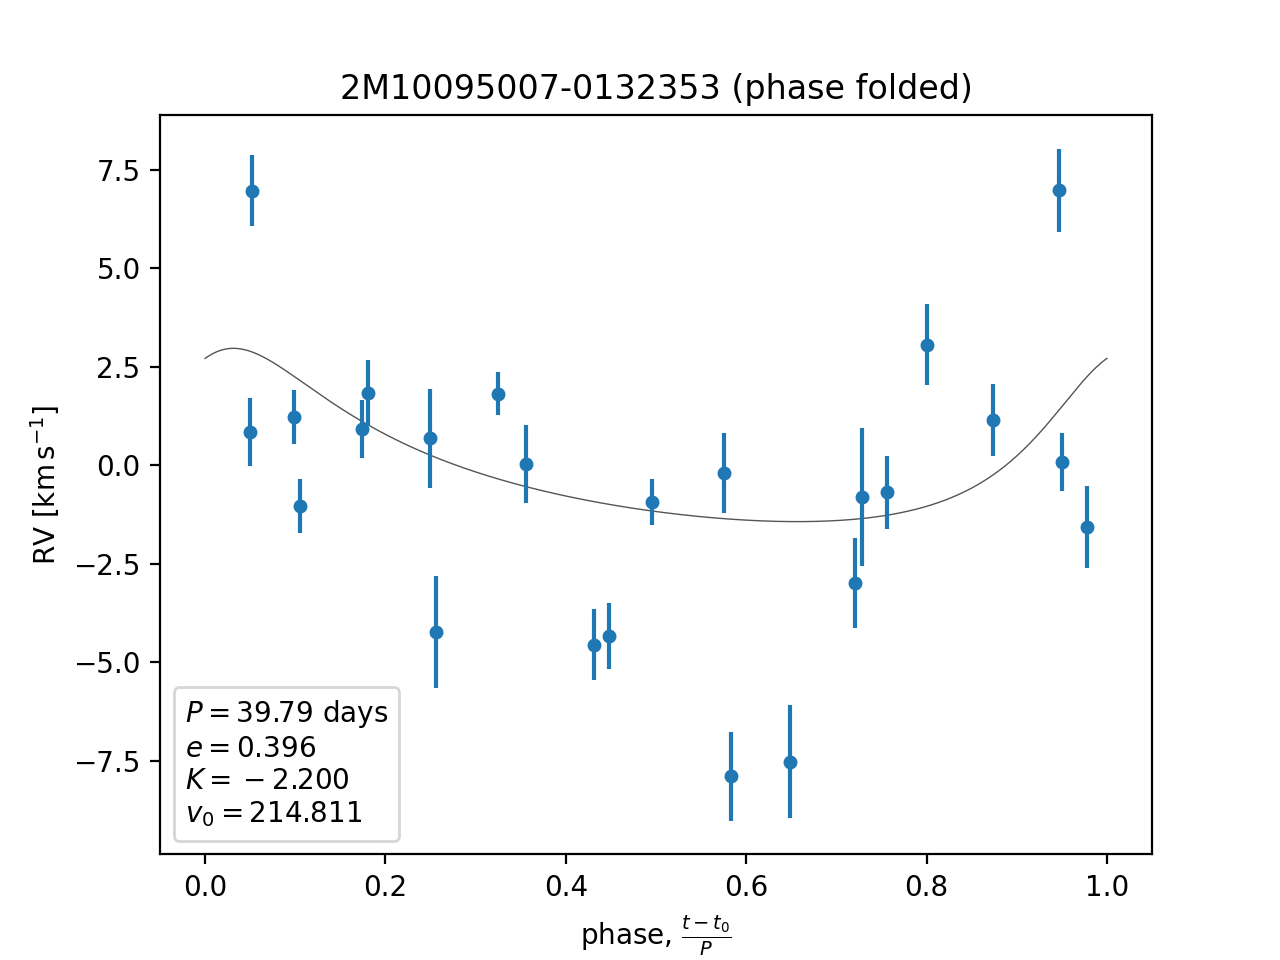 2M10095007-0132353 (phase folded)
RV [km s⁻¹]
7.5
5.0
2.5
0.0
−2.5
−5.0
−7.5
P = 39.79 days
e = 0.396
K = −2.200
v₀ = 214.811
0.0 0.2 0.4 0.6 0.8 1.0
phase, (t − t₀)/P